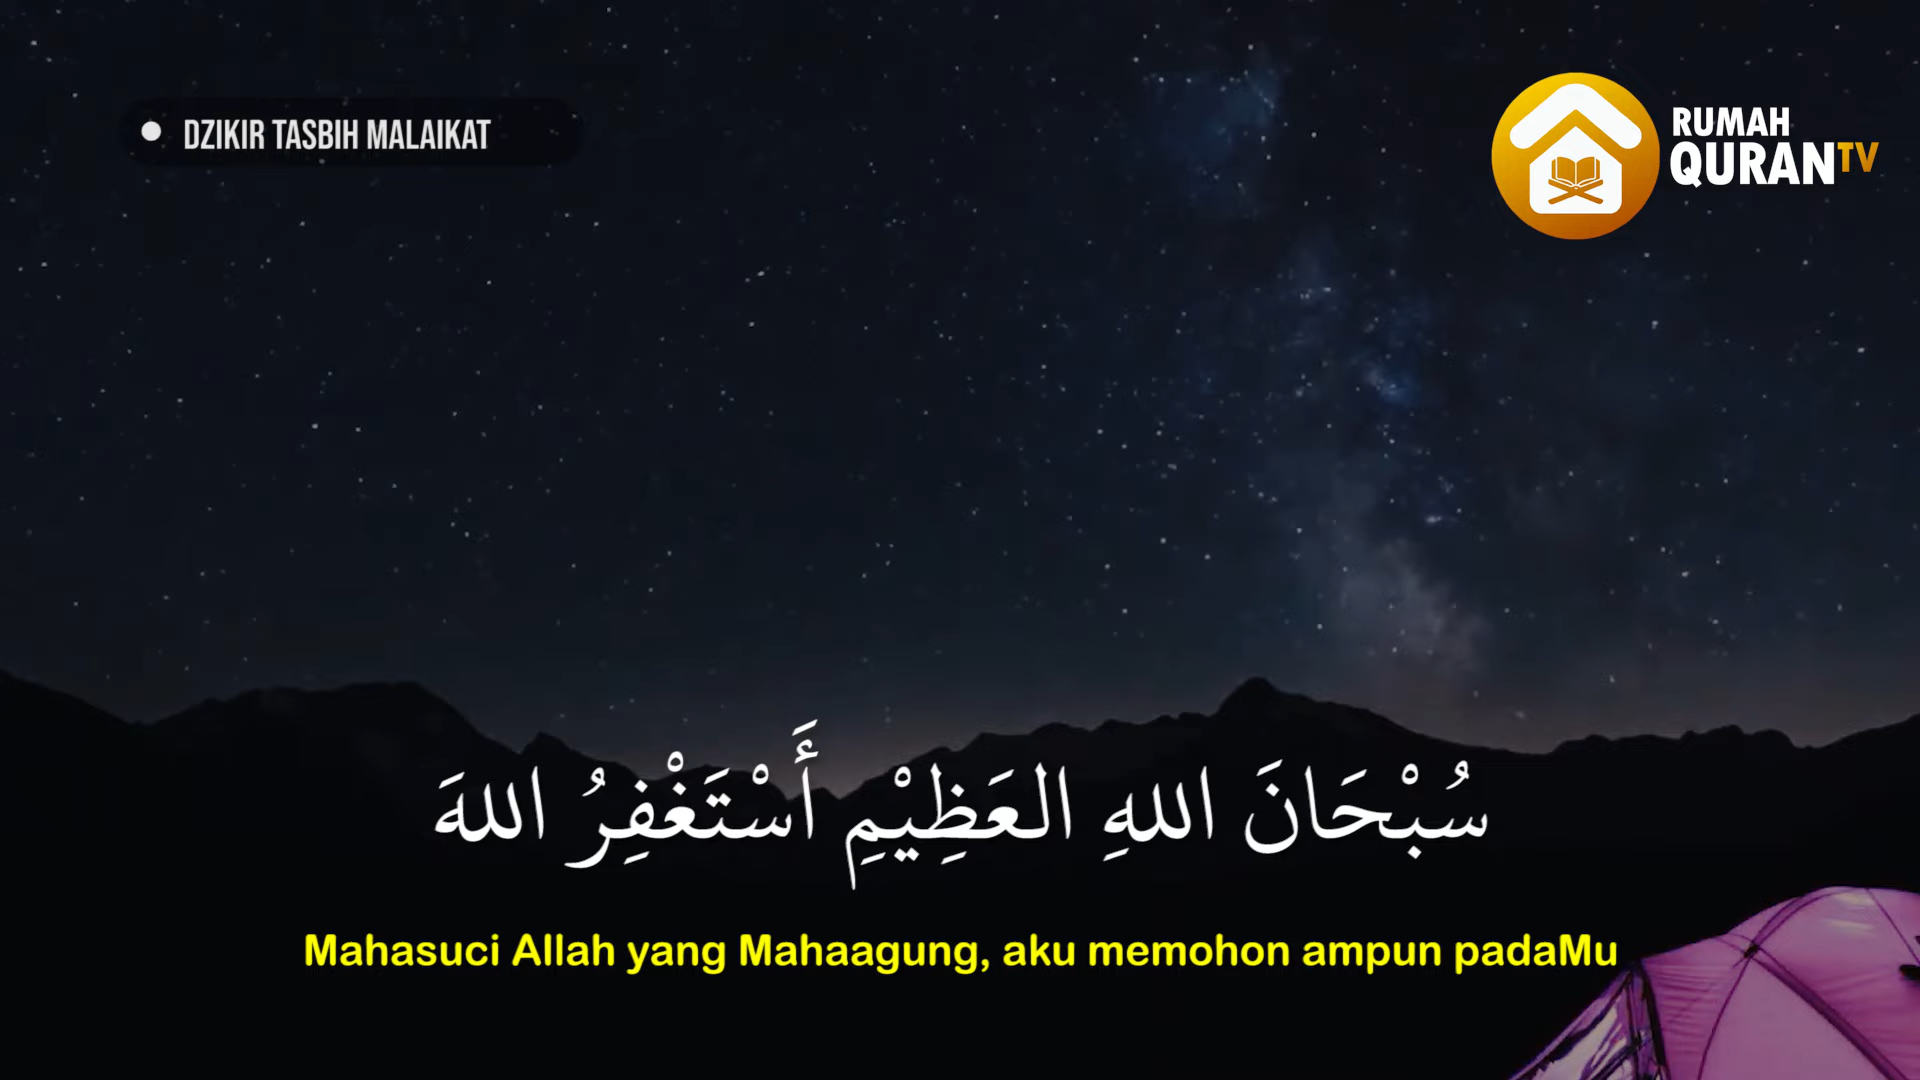 DZIKIR TASBIH MALAIKAT
RUMAH
QURANTV
سُبْحَانَ اللهِ العَظِيْمِ أَسْتَغْفِرُ اللهَ
Mahasuci Allah yang Mahaagung, aku memohon ampun padaMu